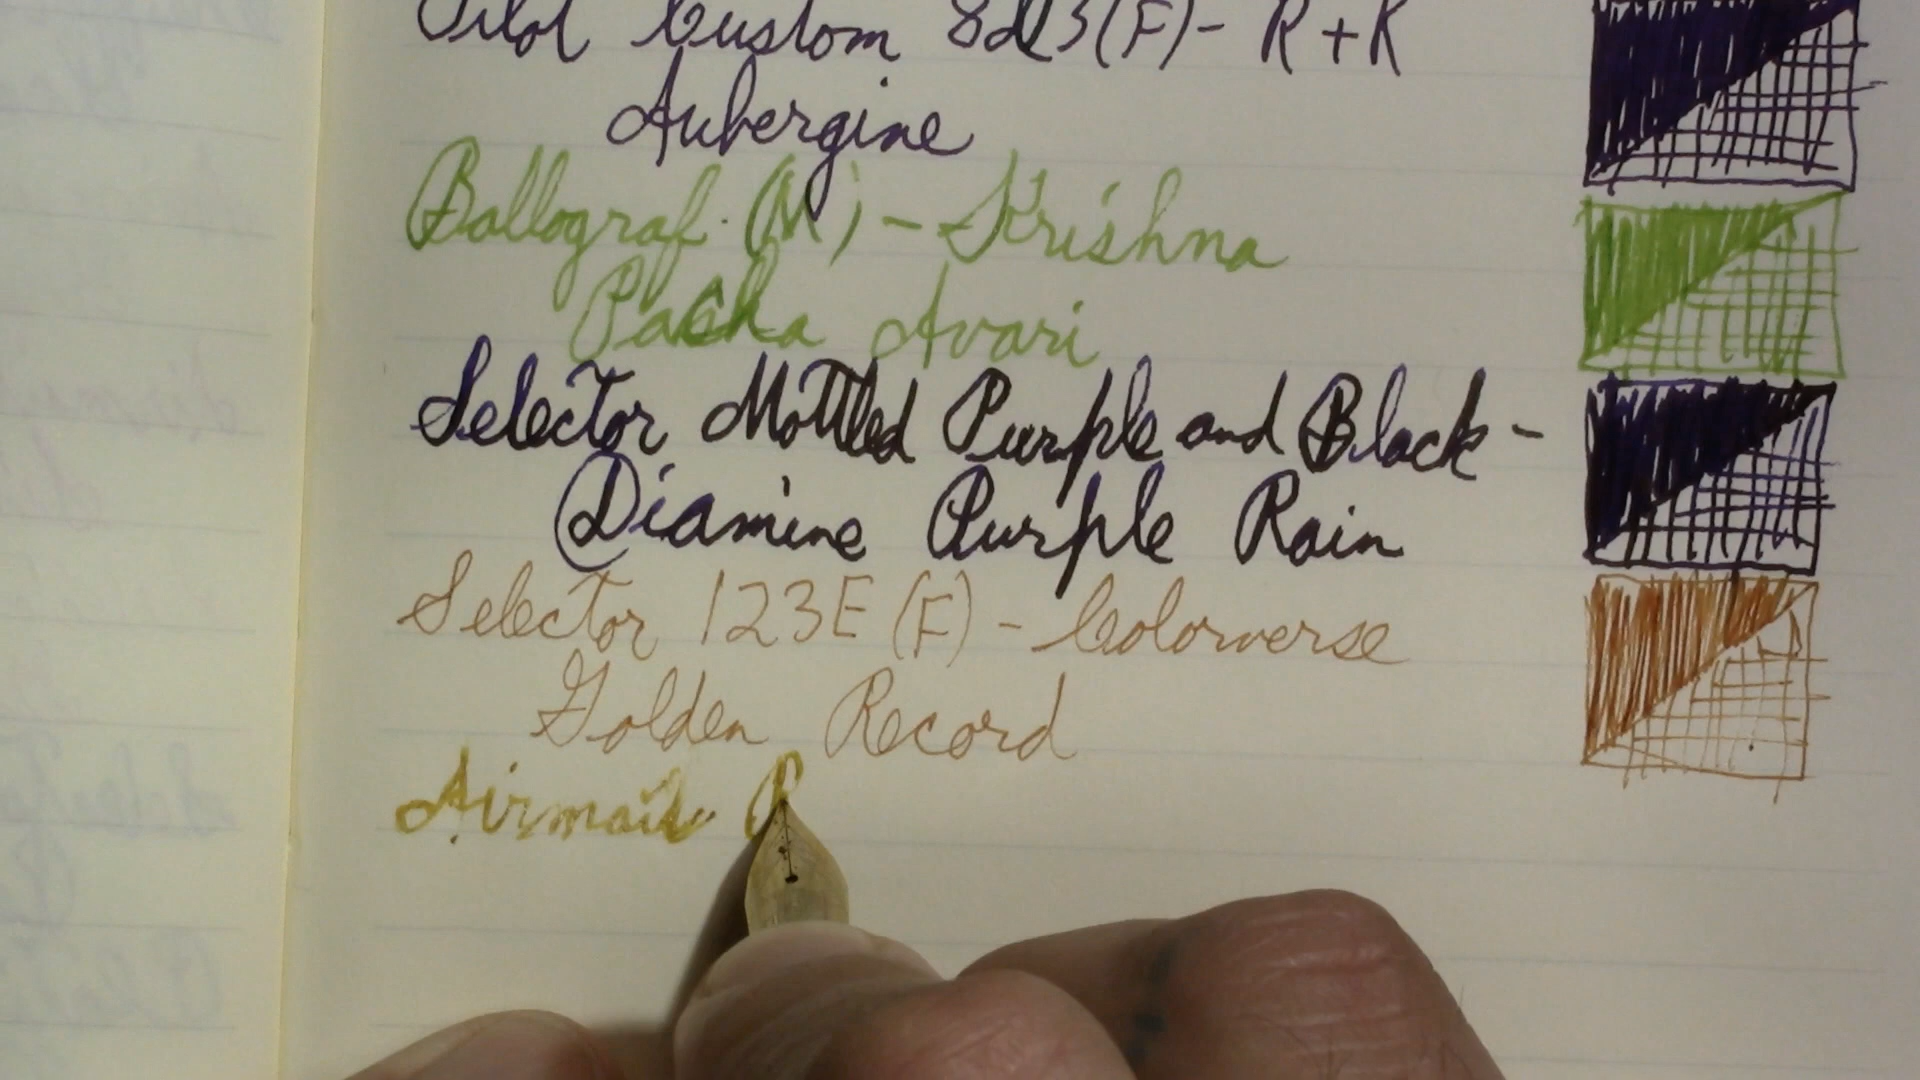 Pilot Custom 823 (F) - R + K
Aubergine
Ballograf (M) - Krishna
Pacha Avari
Selector Mottled Purple and Black -
Diamine Purple Rain
Selector 123E (F) - Colorverse
Golden Record
Airmail